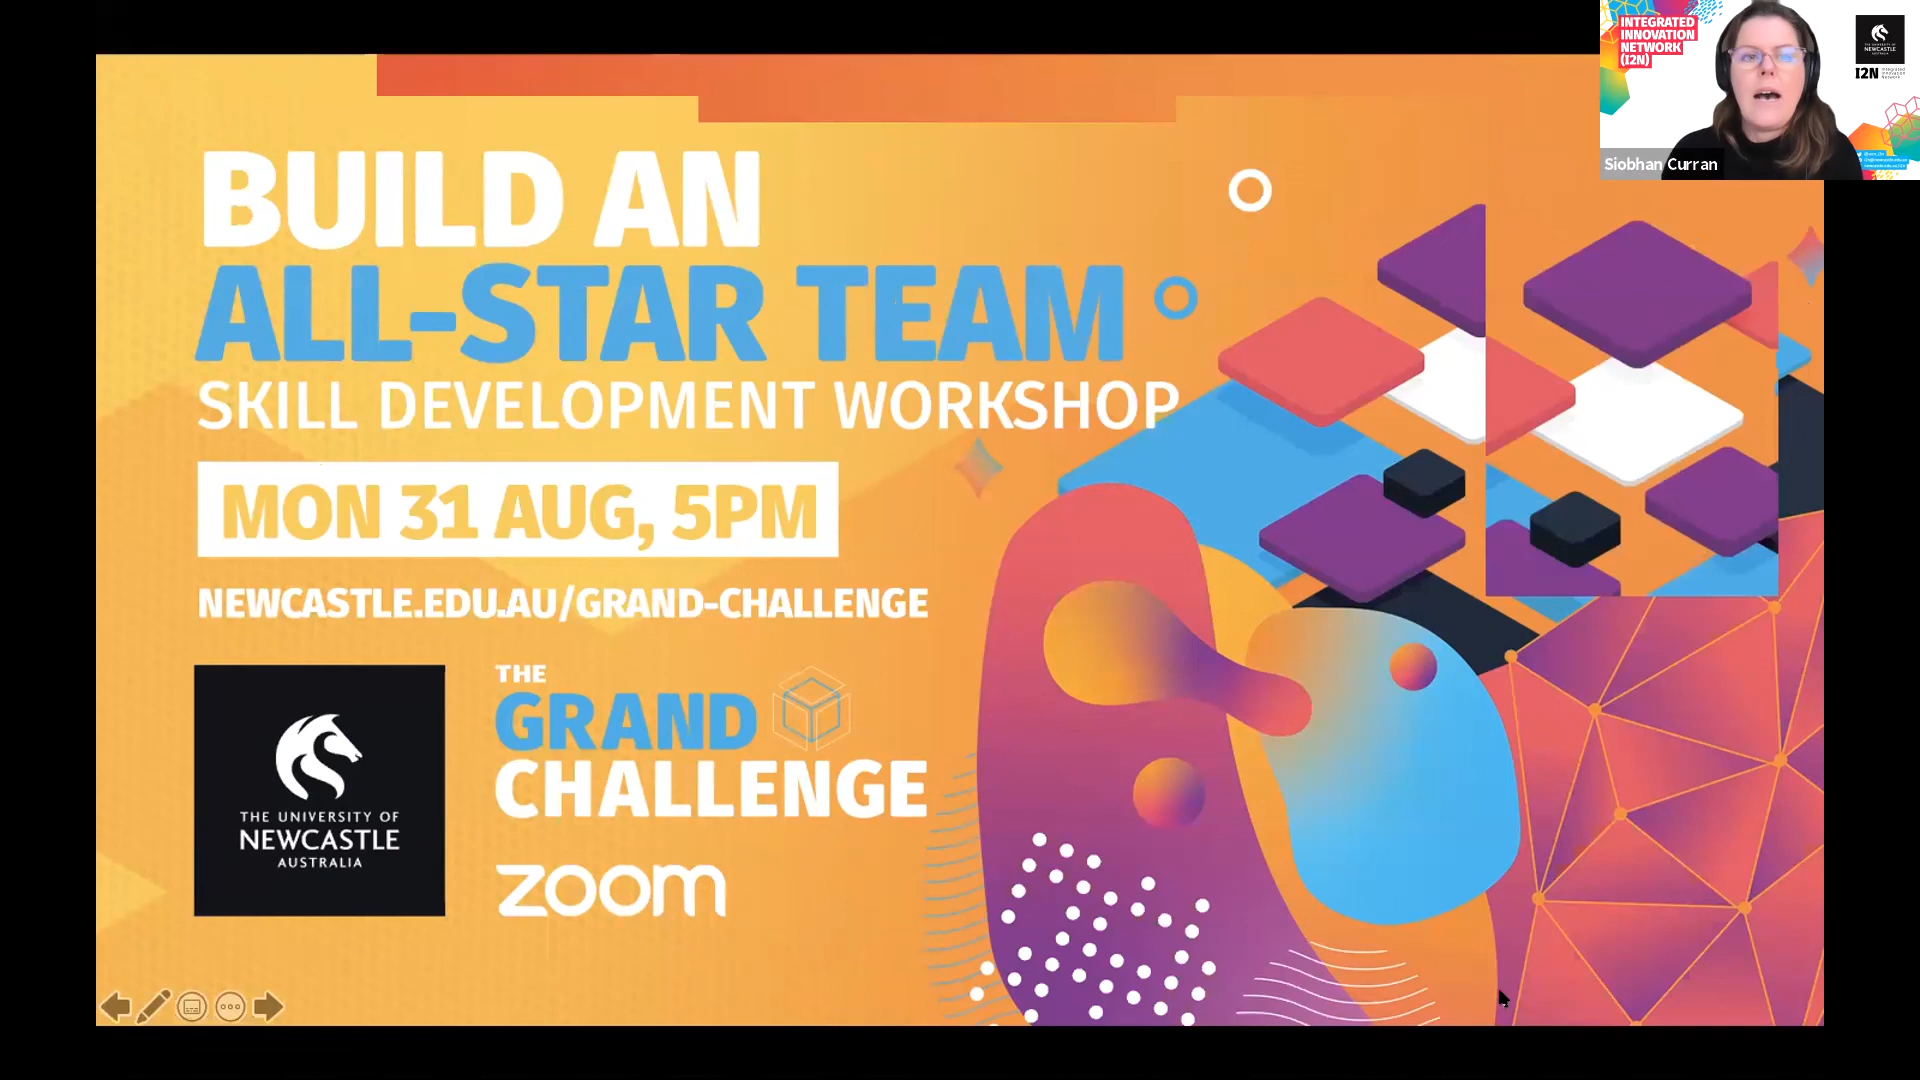 BUILD AN
ALL-STAR TEAM
SKILL DEVELOPMENT WORKSHOP
MON 31 AUG, 5PM
NEWCASTLE.EDU.AU/GRAND-CHALLENGE
THE UNIVERSITY OF
NEWCASTLE
AUSTRALIA
THE
GRAND
CHALLENGE
zoom
INTEGRATED
INNOVATION
NETWORK
(I2N)
NEWCASTLE
I2N
Siobhan Curran